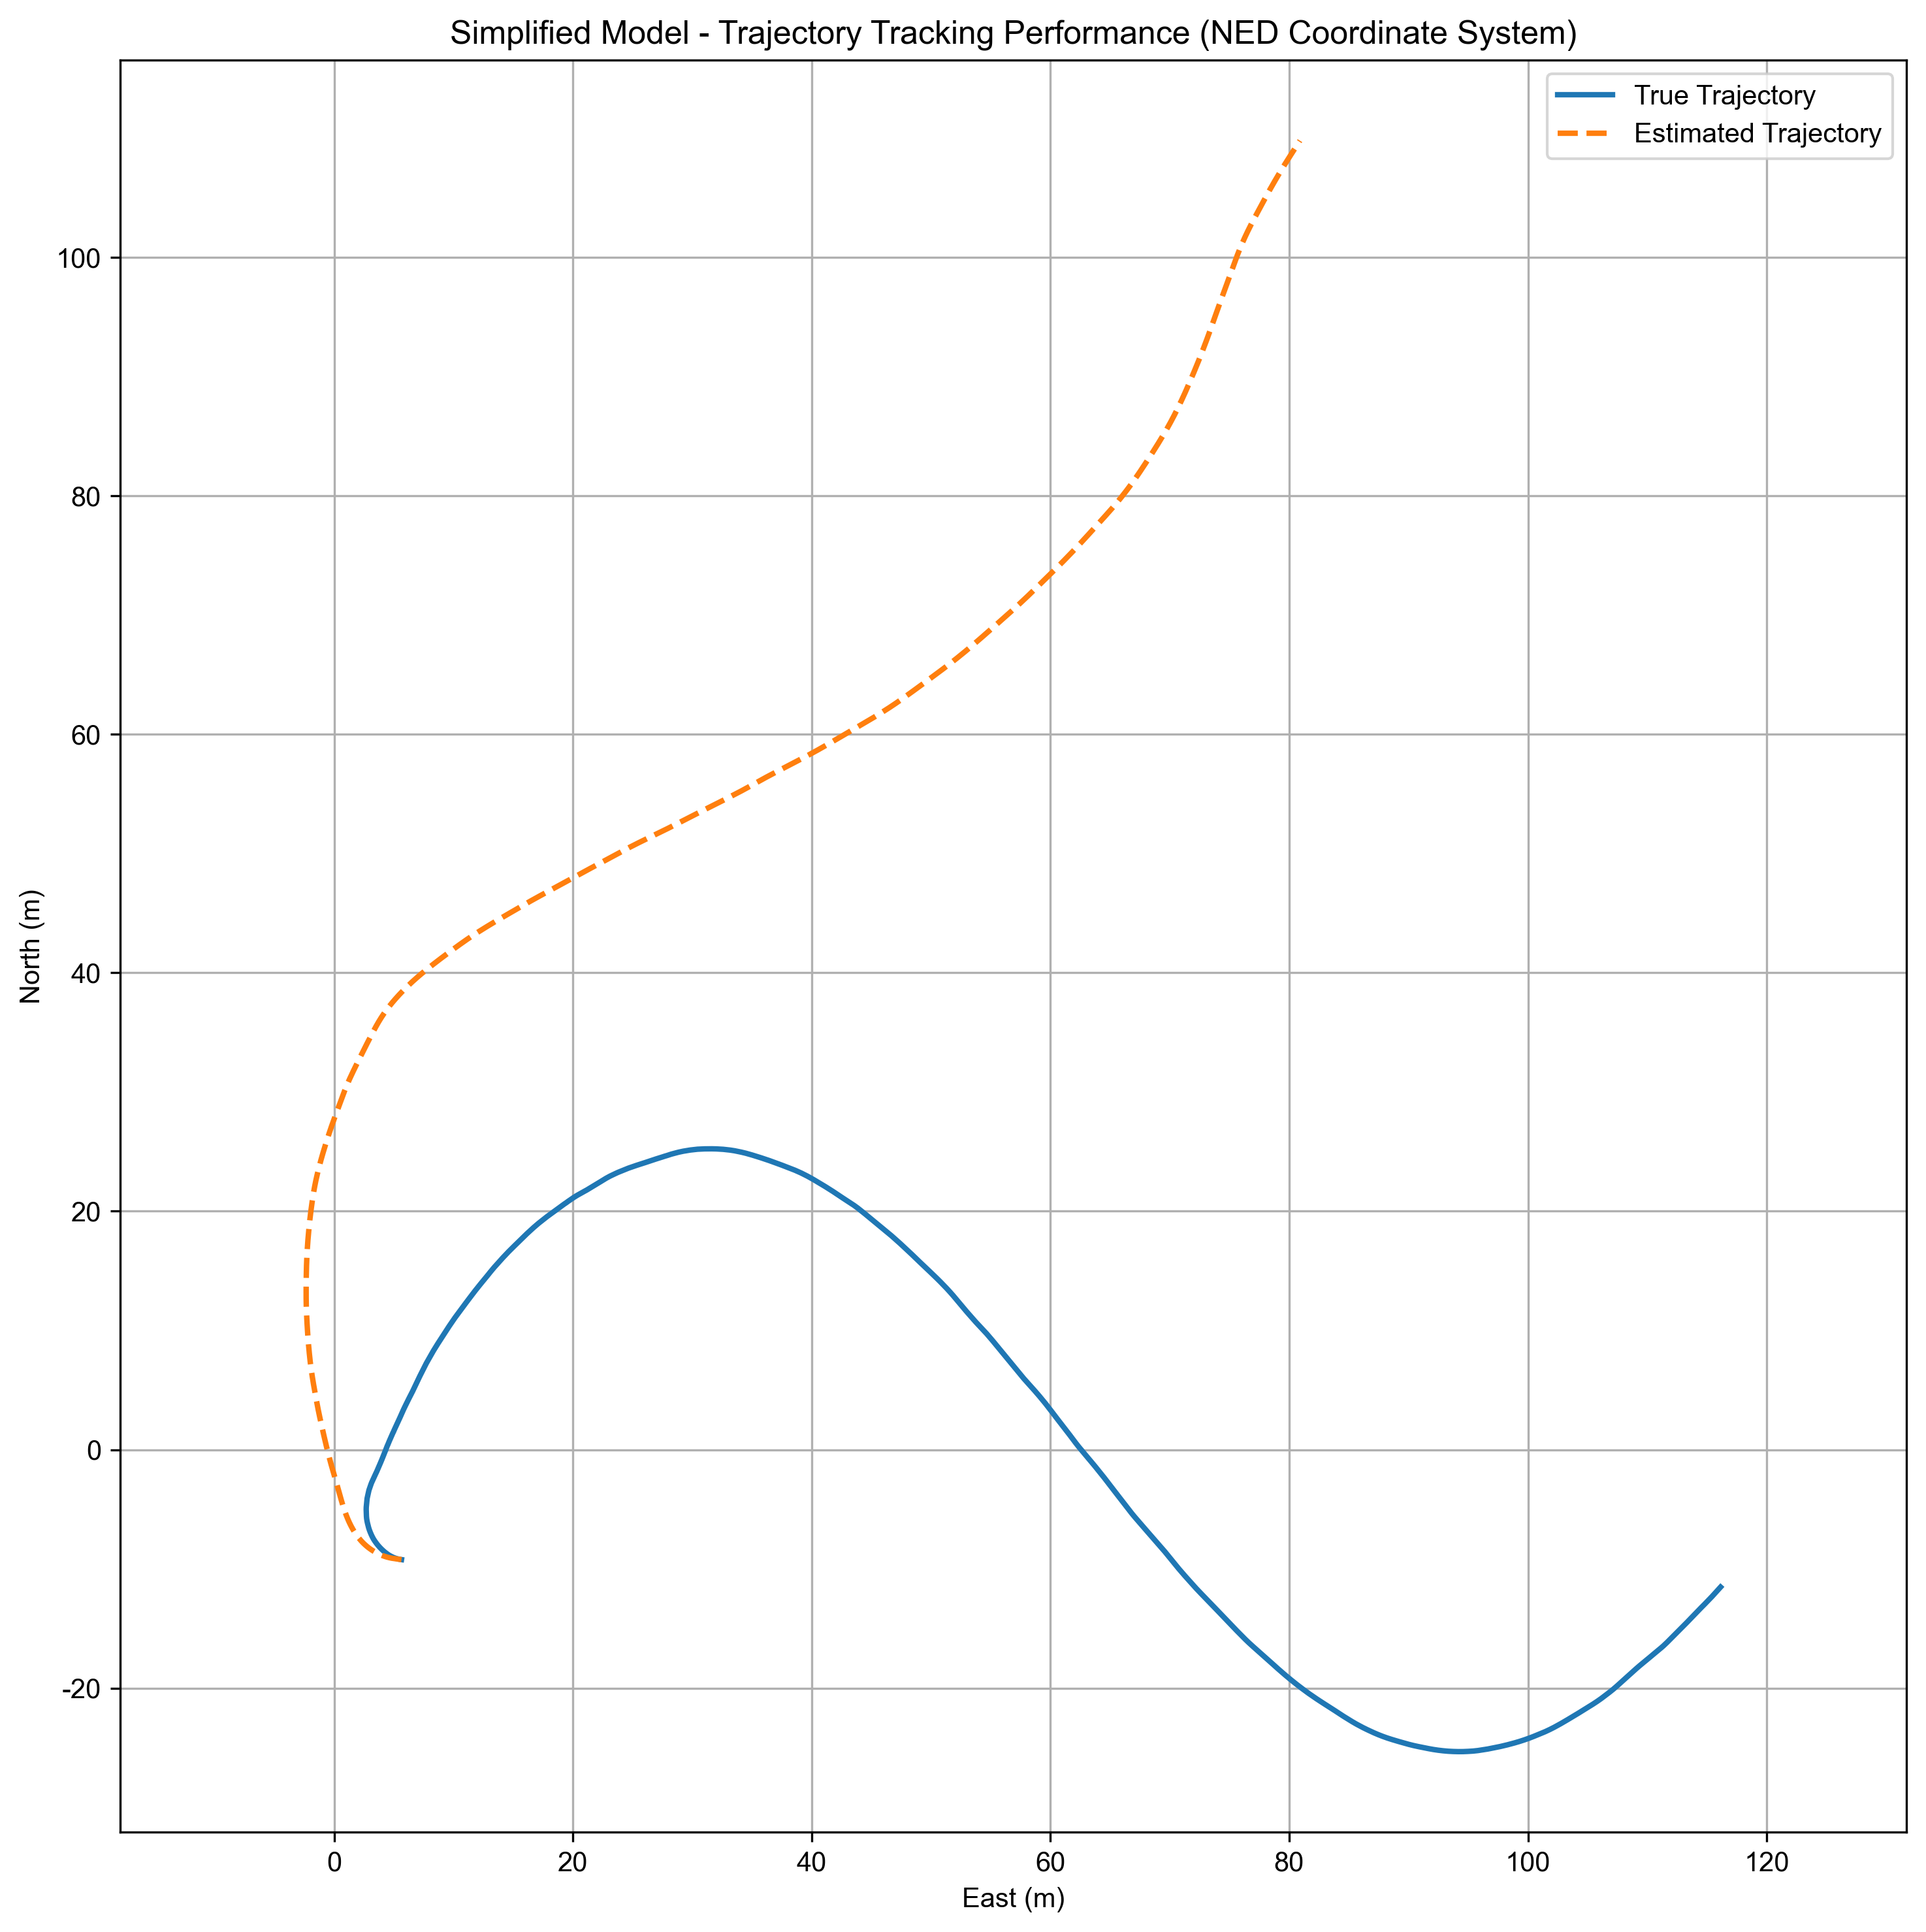 Simplified Model - Trajectory Tracking Performance (NED Coordinate System)
True Trajectory
Estimated Trajectory
North (m)
100
80
60
40
20
0
-20
0 20 40 60 80 100 120
East (m)